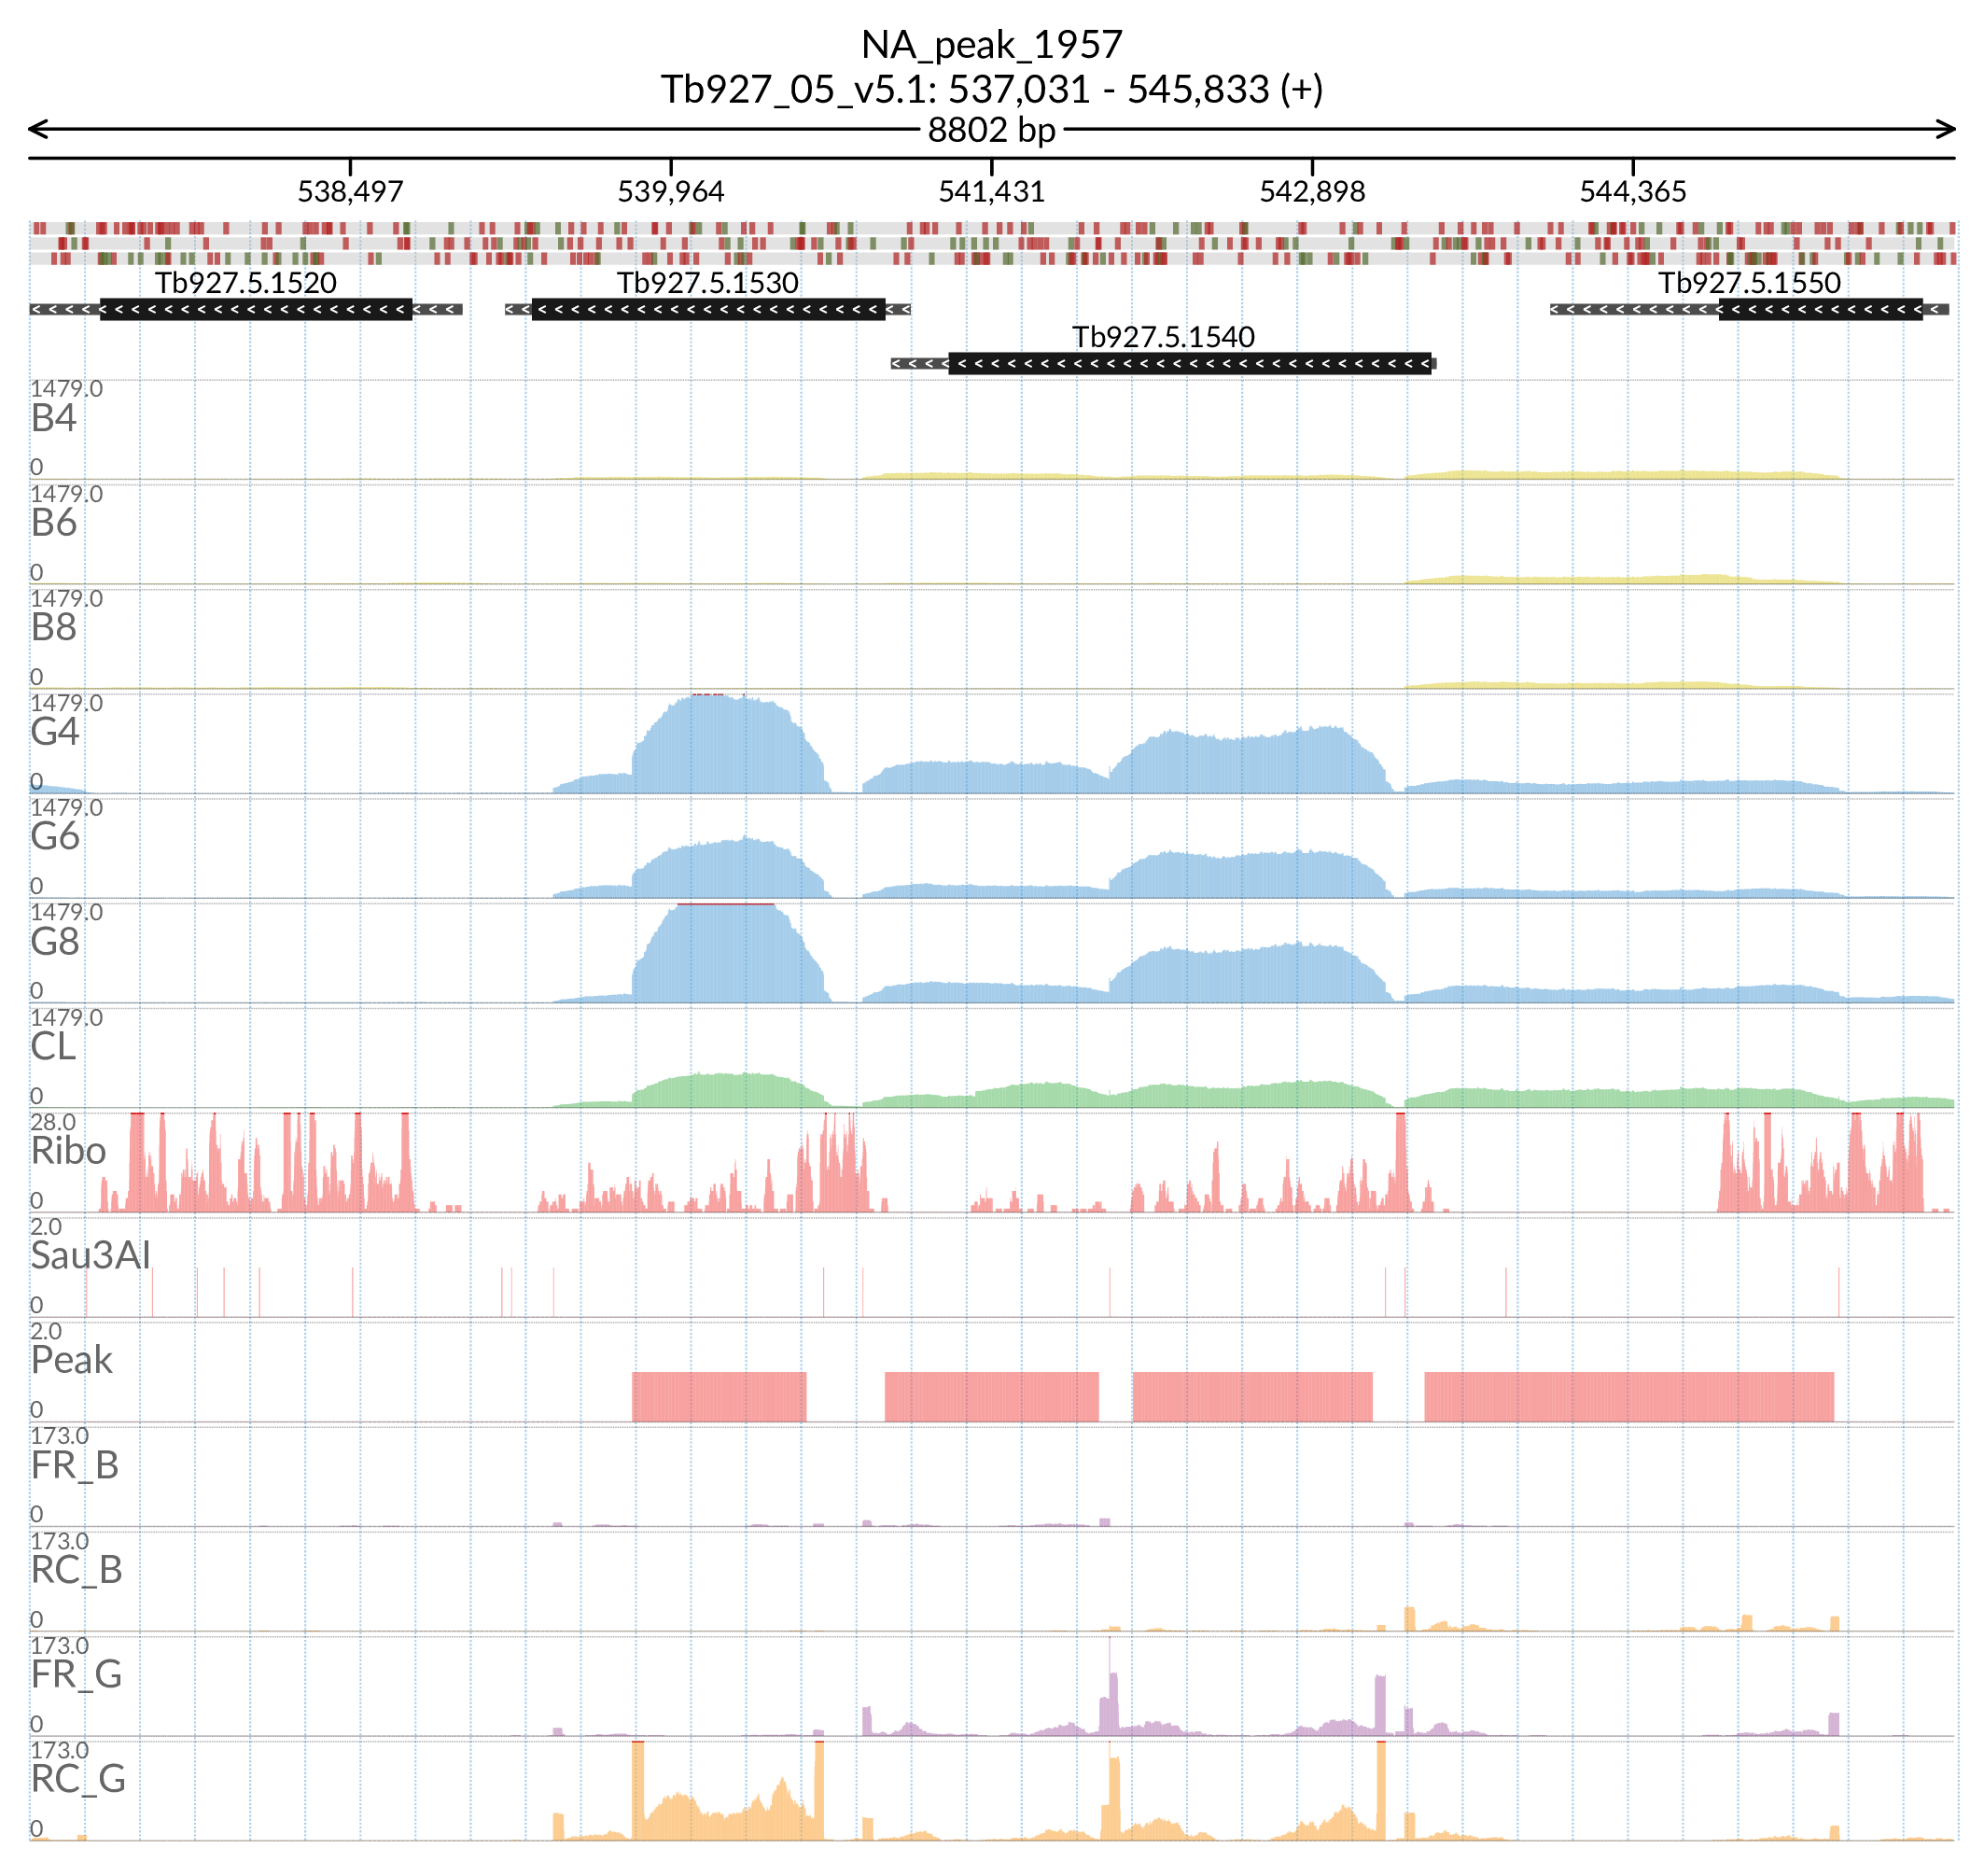 NA_peak_1957
Tb927_05_v5.1: 537,031 - 545,833 (+)
8802 bp
538,497 539,964 541,431 542,898 544,365
Tb927.5.1520 Tb927.5.1530 Tb927.5.1550
Tb927.5.1540
1479.0
B4
0
1479.0
B6
0
1479.0
B8
0
1479.0
G4
0
1479.0
G6
0
1479.0
G8
0
1479.0
CL
0
28.0
Ribo
0
2.0
Sau3AI
0
2.0
Peak
0
173.0
FR_B
0
173.0
RC_B
0
173.0
FR_G
0
173.0
RC_G
0